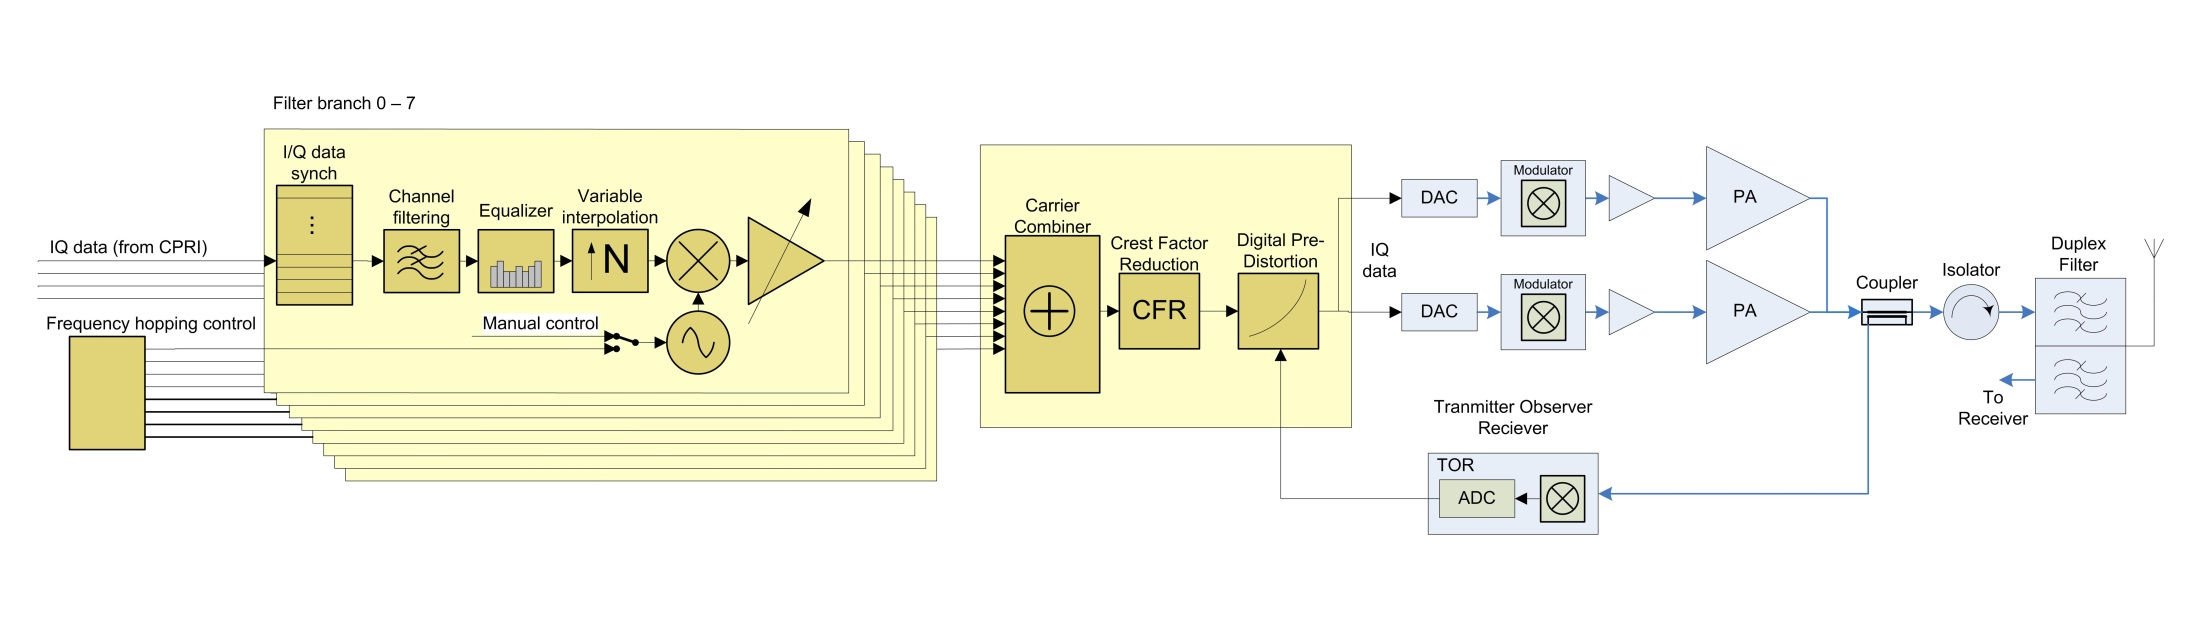 Filter branch 0 – 7
I/Q data
synch
Channel
filtering
Equalizer
Variable
interpolation
N
IQ data (from CPRI)
Frequency hopping control
Manual control
Carrier
Combiner
Crest Factor
Reduction
CFR
Digital Pre-
Distortion
IQ
data
DAC
Modulator
PA
DAC
Modulator
PA
Coupler
Isolator
Duplex
Filter
To
Receiver
Tranmitter Observer
Reciever
TOR
ADC